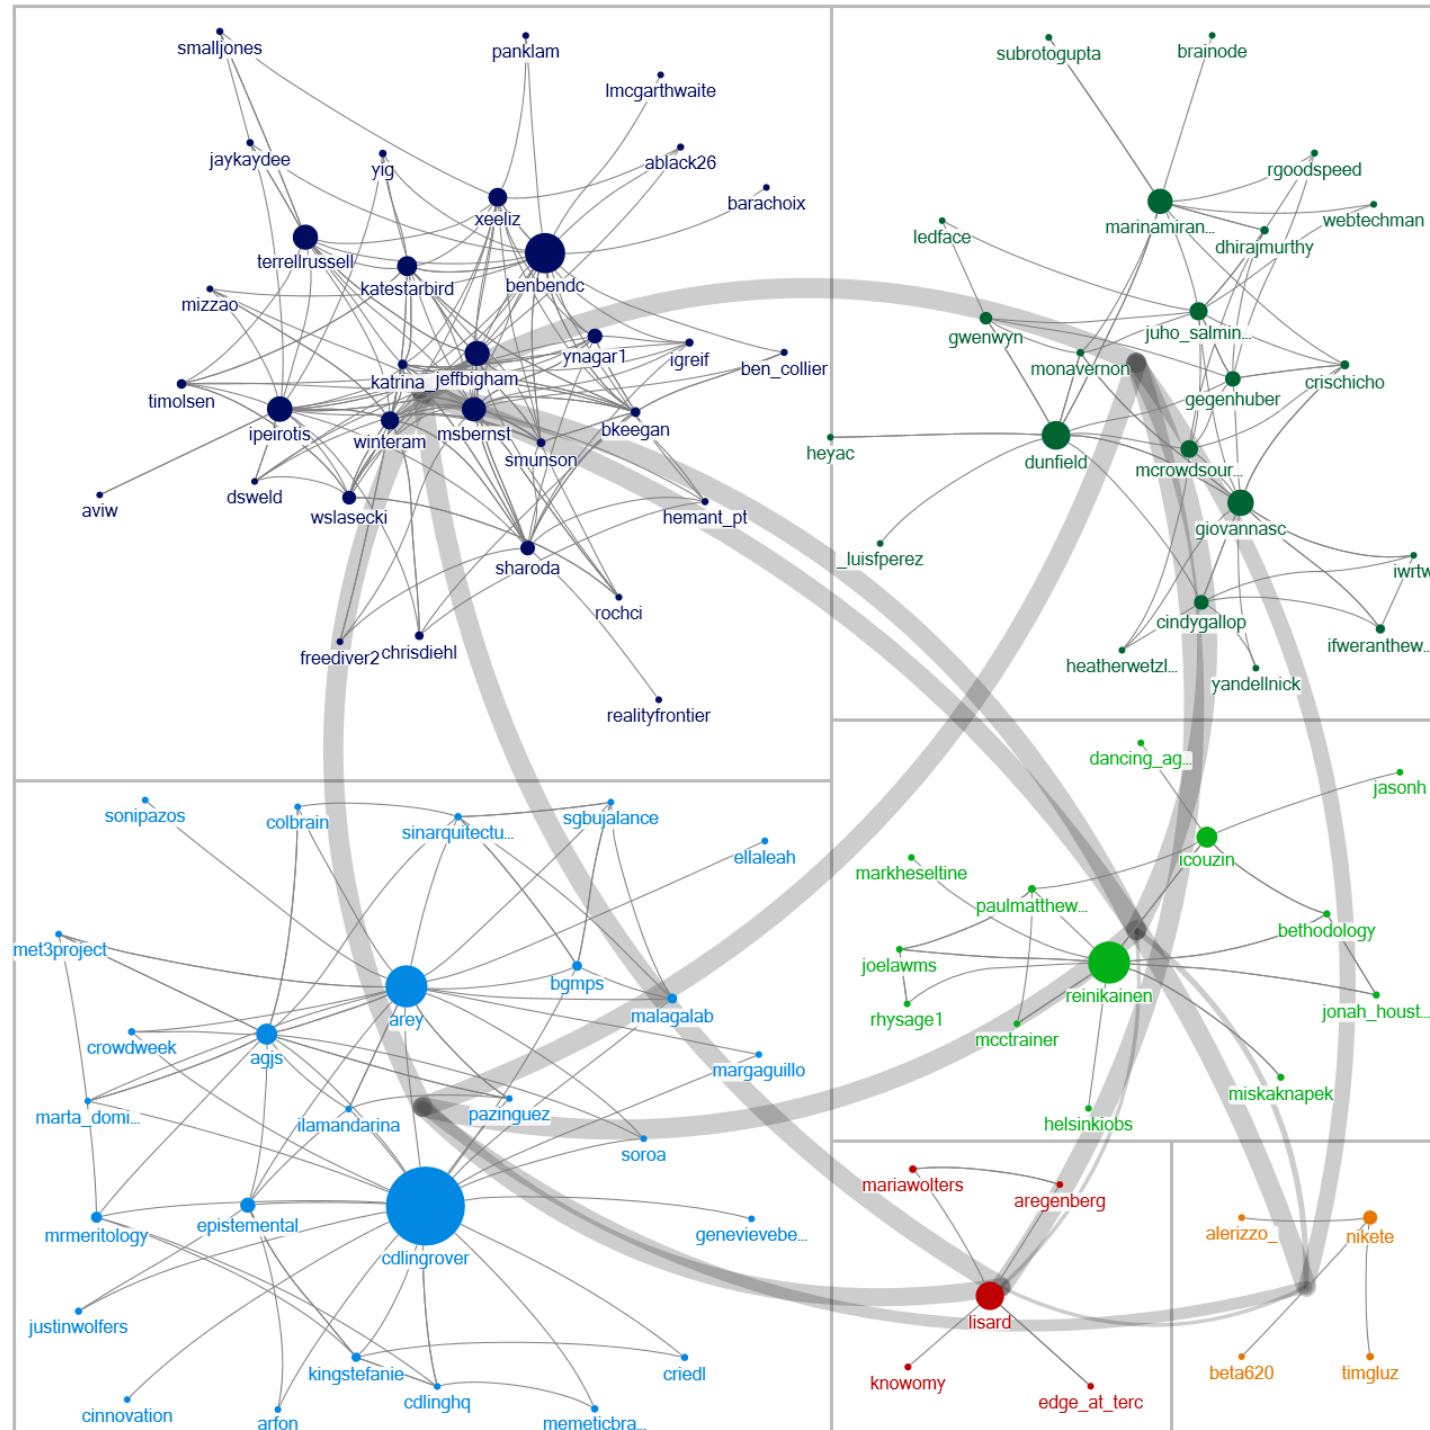 smalljones
panklam
lmcgarthwaite
jaykaydee
yig
ablack26
barachoix
xeeliz
terrellrussell
katestarbird
benbendc
mizzao
ynagar1
igreif
ben_collier
katrina_
jeffbigham
timolsen
ipeirotis
winteram
msbernst
bkeegan
smunson
aviw
dsweld
wslasecki
hemant_pt
sharoda
rochci
freediver2
chrisdiehl
realityfrontier
subrotogupta
brainode
rgoodspeed
webtechman
marinamiran...
dhirajmurthy
ledface
gwenwyn
juho_salmin...
monavernon
gegenhuber
crischicho
heyac
dunfield
mcrowdsour...
giovannasc
_luisfperez
iwrtw
cindygallop
ifweranthew...
heatherwetzl...
yandellnick
sonipazos
colbrain
sinarquitectu...
sgbujalance
ellaleah
met3project
bgmps
malagalab
arey
crowdweek
agjs
margaguillo
marta_domi...
ilamandarina
pazinguez
soroa
mrmeritology
epistemental
genevievebe...
cdlingrover
justinwolfers
kingstefanie
criedl
cdlinghq
cinnovation
arfon
memeticbra...
dancing_ag...
jasonh
icouzin
markheseltine
paulmatthew...
bethodology
joelawms
reinikainen
rhysage1
mcctrainer
jonah_houst...
miskaknapek
helsinkiobs
mariawolters
aregenberg
lisard
knowomy
edge_at_terc
alerizzo_
nikete
beta620
timgluz